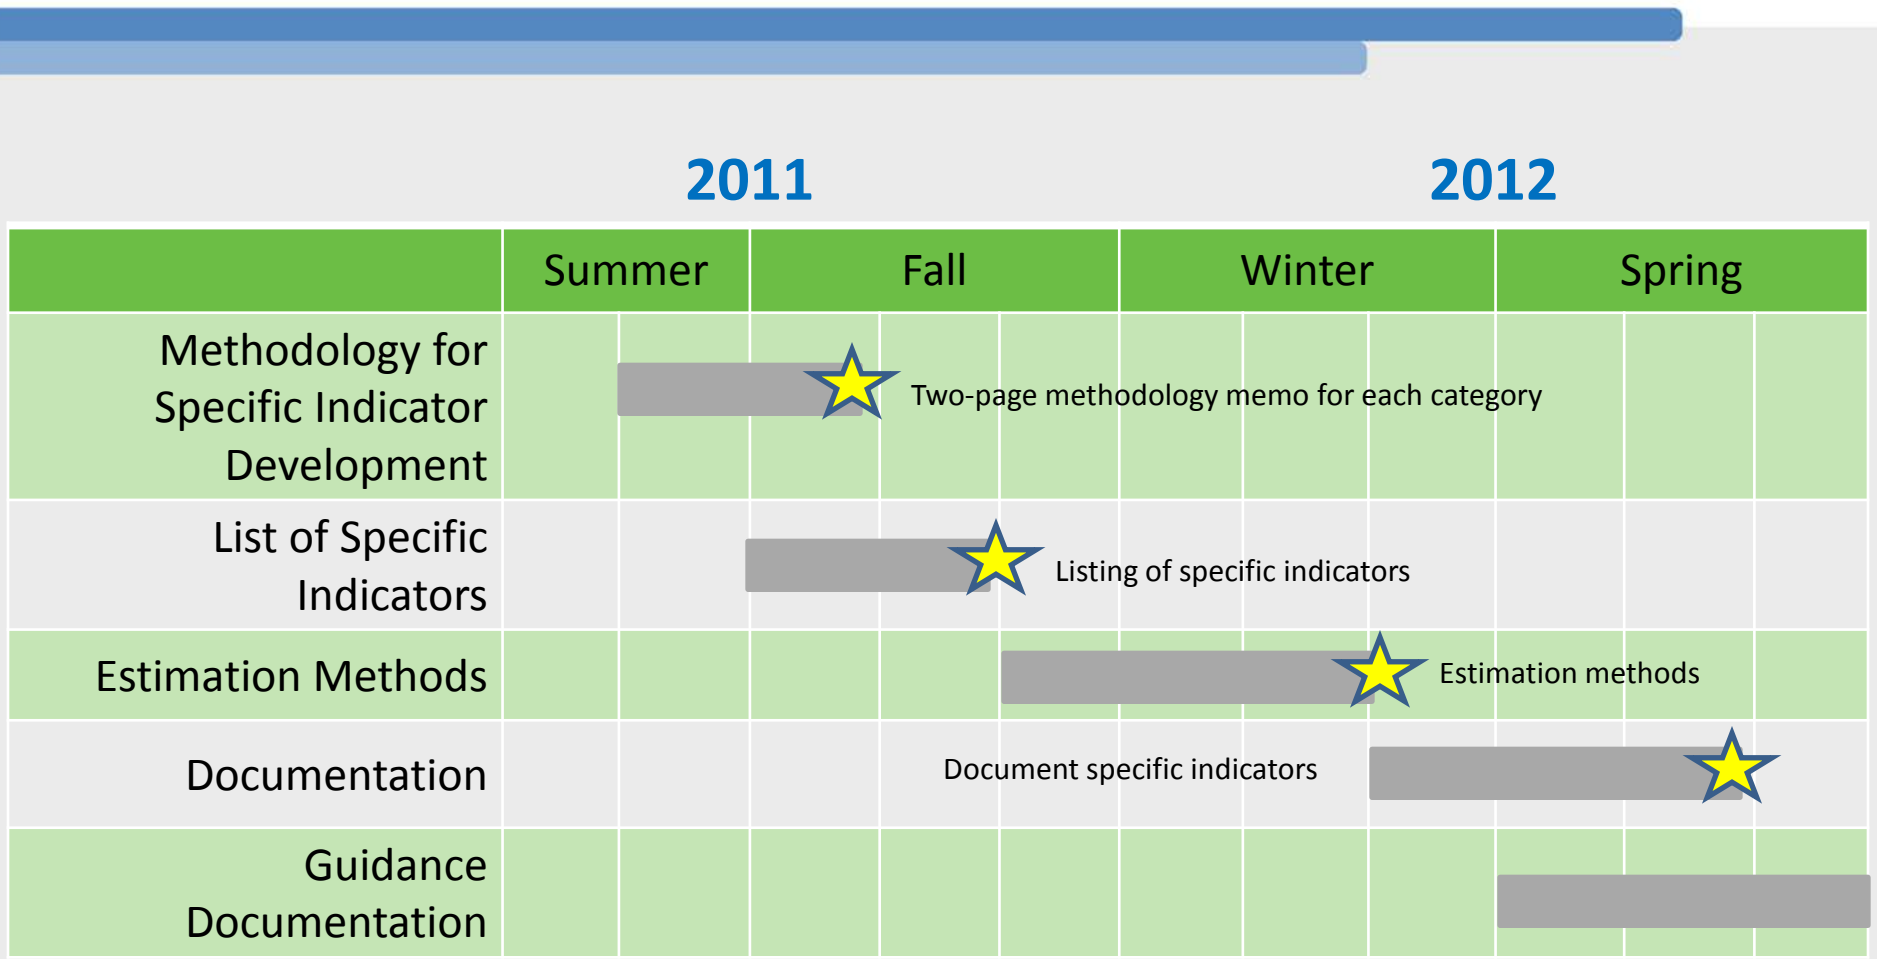 2011 2012
Summer Fall Winter Spring
Methodology for
Specific Indicator
Development
Two-page methodology memo for each category
List of Specific
Indicators
Listing of specific indicators
Estimation Methods
Estimation methods
Documentation
Document specific indicators
Guidance
Documentation